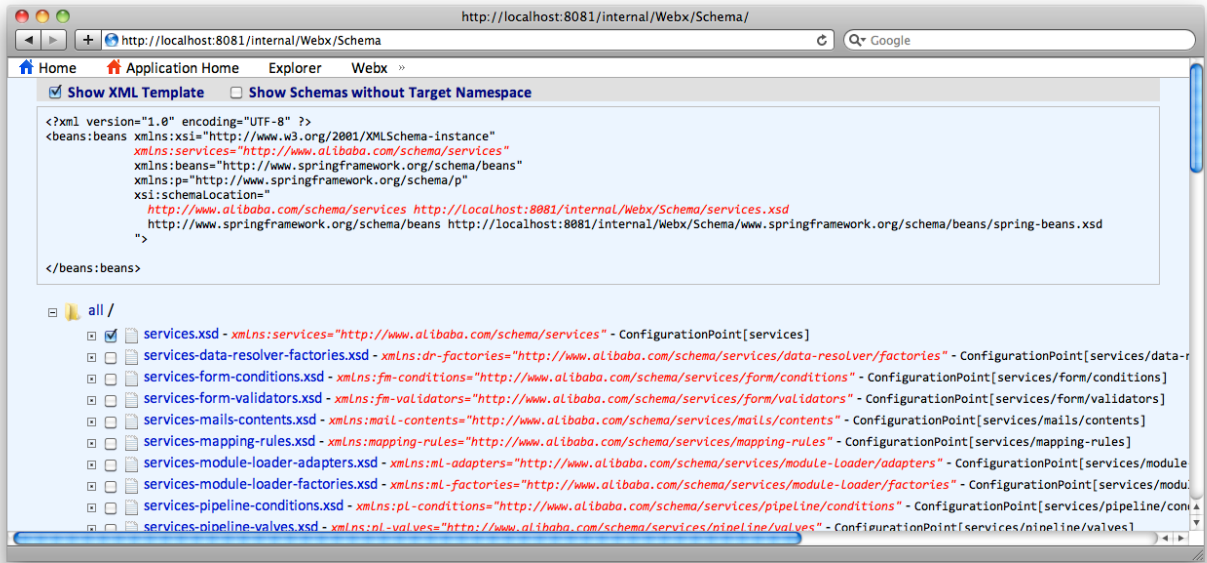 http://localhost:8081/internal/Webx/Schema/
http://localhost:8081/internal/Webx/Schema
Google
Home Application Home Explorer Webx »
Show XML Template Show Schemas without Target Namespace
<?xml version="1.0" encoding="UTF-8" ?>
<beans:beans xmlns:xsi="http://www.w3.org/2001/XMLSchema-instance"
xmlns:services="http://www.alibaba.com/schema/services"
xmlns:beans="http://www.springframework.org/schema/beans"
xmlns:p="http://www.springframework.org/schema/p"
xsi:schemaLocation="
http://www.alibaba.com/schema/services http://localhost:8081/internal/Webx/Schema/services.xsd
http://www.springframework.org/schema/beans http://localhost:8081/internal/Webx/Schema/www.springframework.org/schema/beans/spring-beans.xsd
">
</beans:beans>
all /
services.xsd - xmlns:services="http://www.alibaba.com/schema/services" - ConfigurationPoint[services]
services-data-resolver-factories.xsd - xmlns:dr-factories="http://www.alibaba.com/schema/services/data-resolver/factories" - ConfigurationPoint[services/data-r
services-form-conditions.xsd - xmlns:fm-conditions="http://www.alibaba.com/schema/services/form/conditions" - ConfigurationPoint[services/form/conditions]
services-form-validators.xsd - xmlns:fm-validators="http://www.alibaba.com/schema/services/form/validators" - ConfigurationPoint[services/form/validators]
services-mails-contents.xsd - xmlns:mail-contents="http://www.alibaba.com/schema/services/mails/contents" - ConfigurationPoint[services/mails/contents]
services-mapping-rules.xsd - xmlns:mapping-rules="http://www.alibaba.com/schema/services/mapping-rules" - ConfigurationPoint[services/mapping-rules]
services-module-loader-adapters.xsd - xmlns:ml-adapters="http://www.alibaba.com/schema/services/module-loader/adapters" - ConfigurationPoint[services/module
services-module-loader-factories.xsd - xmlns:ml-factories="http://www.alibaba.com/schema/services/module-loader/factories" - ConfigurationPoint[services/modul
services-pipeline-conditions.xsd - xmlns:pl-conditions="http://www.alibaba.com/schema/services/pipeline/conditions" - ConfigurationPoint[services/pipeline/con
services-pipeline-valves.xsd - xmlns:pl-valves="http://www.alibaba.com/schema/services/pipeline/valves" - ConfigurationPoint[services/pipeline/valves]